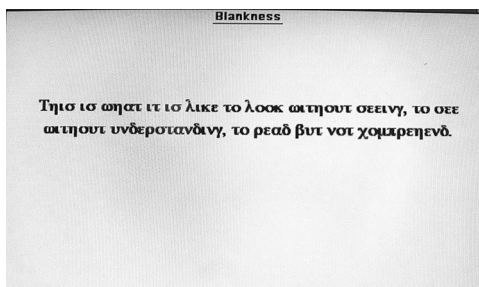 Blankness
Τηισ ισ ωηατ ιτ ισ λικε το λοοκ ωιτηουτ σεεινγ, το σεε
ωιτηουτ υνδερστανδινγ, το ρεαδ βυτ νοτ χομπρεηενδ.